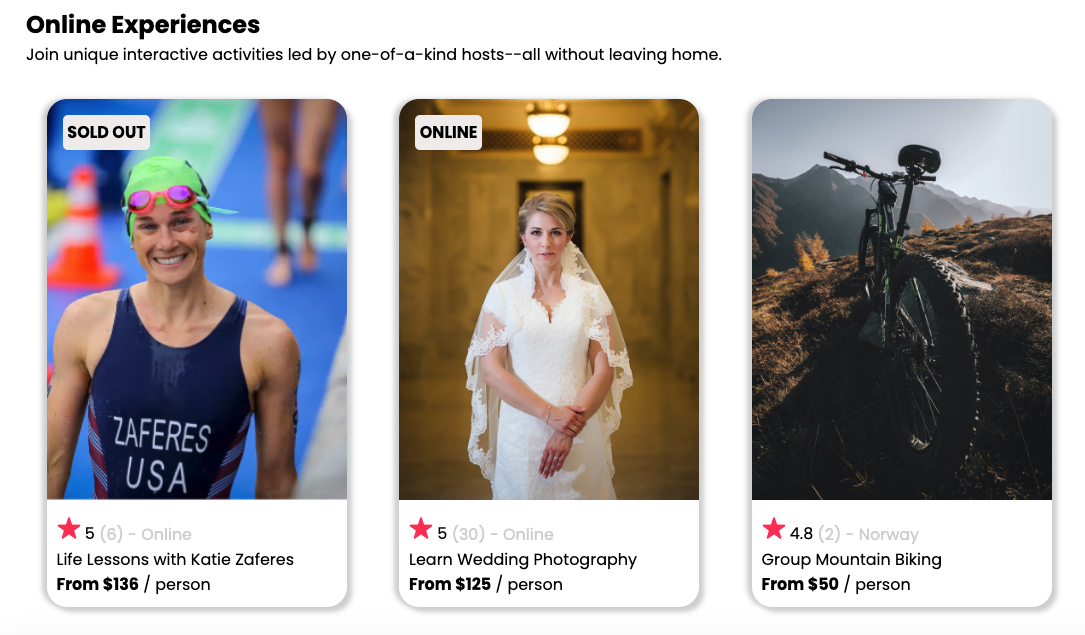 Online Experiences
Join unique interactive activities led by one-of-a-kind hosts--all without leaving home.
SOLD OUT
ZAFERES
USA
5 (6) - Online
Life Lessons with Katie Zaferes
From $136 / person
ONLINE
5 (30) - Online
Learn Wedding Photography
From $125 / person
4.8 (2) - Norway
Group Mountain Biking
From $50 / person